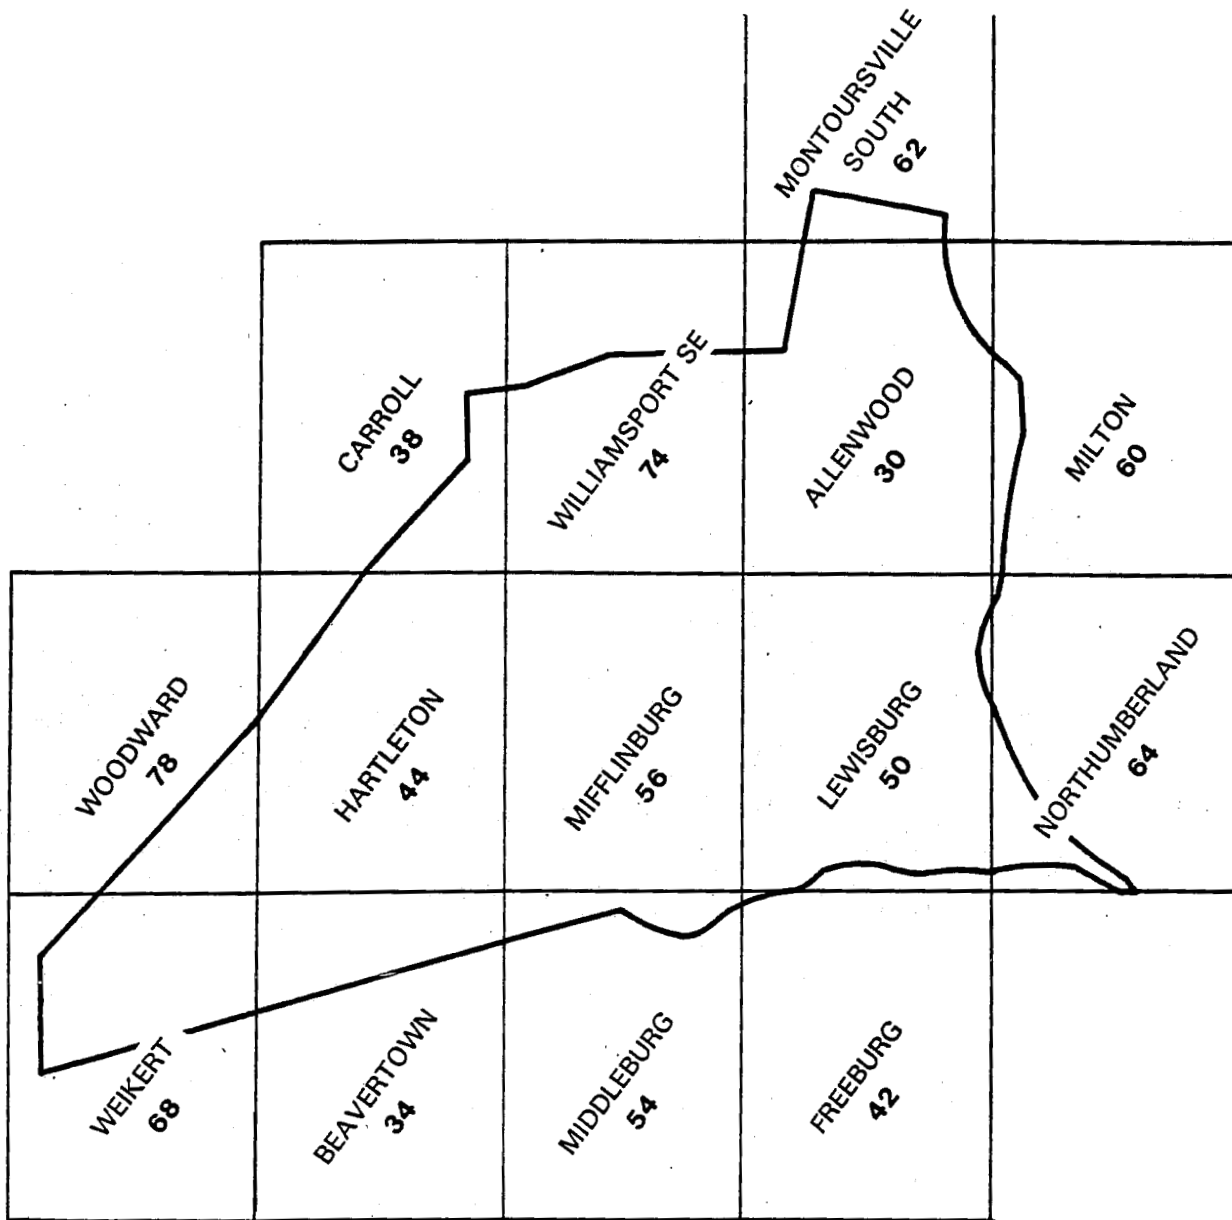 MONTOURSVILLE
SOUTH
62
CARROLL
38
WILLIAMSPORT SE
74
ALLENWOOD
30
MILTON
60
WOODWARD
78
HARTLETON
44
MIFFLINBURG
56
LEWISBURG
50
NORTHUMBERLAND
64
WEIKERT
68
BEAVERTOWN
34
MIDDLEBURG
54
FREEBURG
42